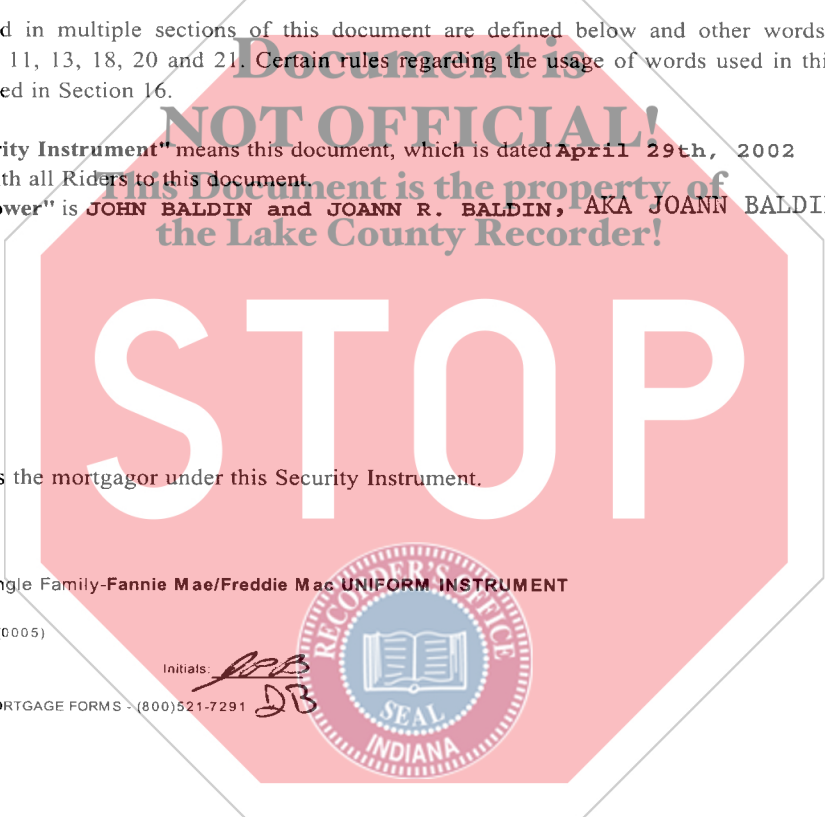 d in multiple sections of this document are defined below and other words
11, 13, 18, 20 and 21. Certain rules regarding the usage of words used in thi
ed in Section 16.
Document is
NOT OFFICIAL!
This Document is the property of
the Lake County Recorder!
ity Instrument" means this document, which is dated April 29th, 2002
th all Riders to this document.
ower" is JOHN BALDIN and JOANN R. BALDIN, AKA JOANN BALDI
STOP
s the mortgagor under this Security Instrument.
ngle Family-Fannie Mae/Freddie Mac UNIFORM INSTRUMENT
0005)
Initials:
DB
ORTGAGE FORMS - (800)521-7291
RECORDER'S OFFICE
SEAL
INDIANA